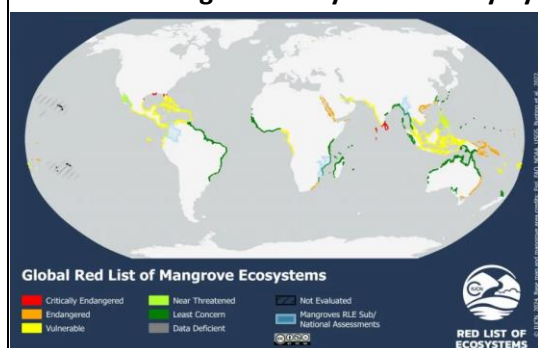 Global Red List of Mangrove Ecosystems
Critically Endangered
Endangered
Vulnerable
Near Threatened
Least Concern
Data Deficient
Not Evaluated
Mangroves RLE Sub/
National Assessments
RED LIST OF
ECOSYSTEMS